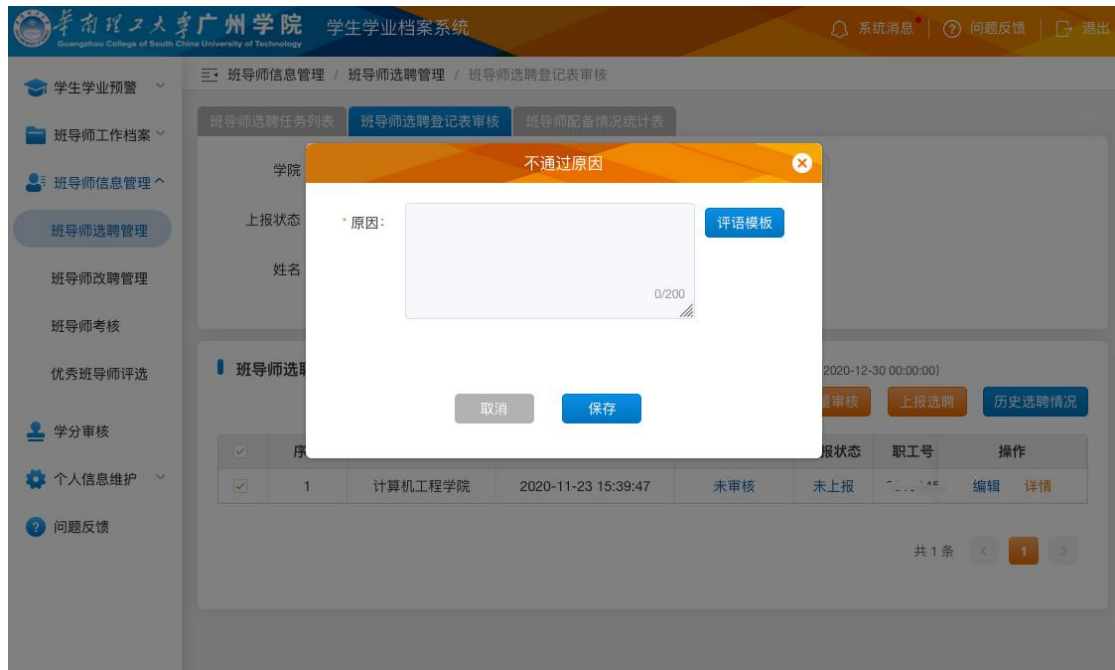 华南理工大学广州学院 学生学业档案系统 系统消息 问题反馈 退出
Guangzhou College of South China University of Technology
学生学业预警
班导师信息管理 / 班导师选聘管理 / 班导师选聘登记表审核
班导师选聘任务列表 班导师选聘登记表审核 班导师配备情况统计表
班导师工作档案
不通过原因
学院
班导师信息管理
上报状态
* 原因:
评语模板
班导师选聘管理
姓名
班导师改聘管理
0/200
班导师考核
班导师选聘
2020-12-30 00:00:00)
优秀班导师评选
取消 保存
审核 上报选聘 历史选聘情况
学分审核
序
报状态 职工号 操作
个人信息维护
1 计算机工程学院 2020-11-23 15:39:47 未审核 未上报 编辑 详情
问题反馈
共 1 条 < 1 >